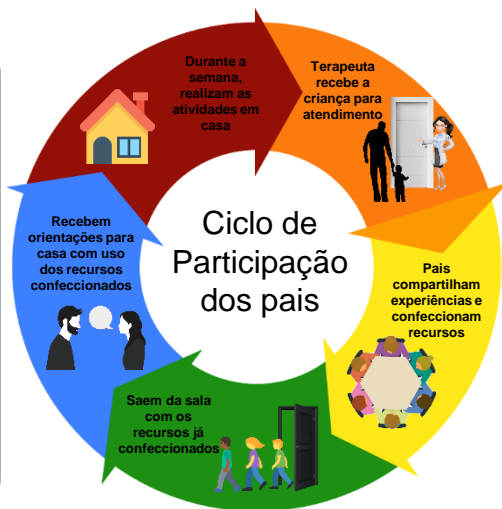 Ciclo de
Participação
dos pais
Terapeuta
recebe a
criança para
atendimento
Pais
compartilham
experiências e
confeccionam
recursos
Saem da sala
com os
recursos já
confeccionados
Recebem
orientações para
casa com uso
dos recursos
confeccionados
Durante a
semana,
realizam as
atividades em
casa